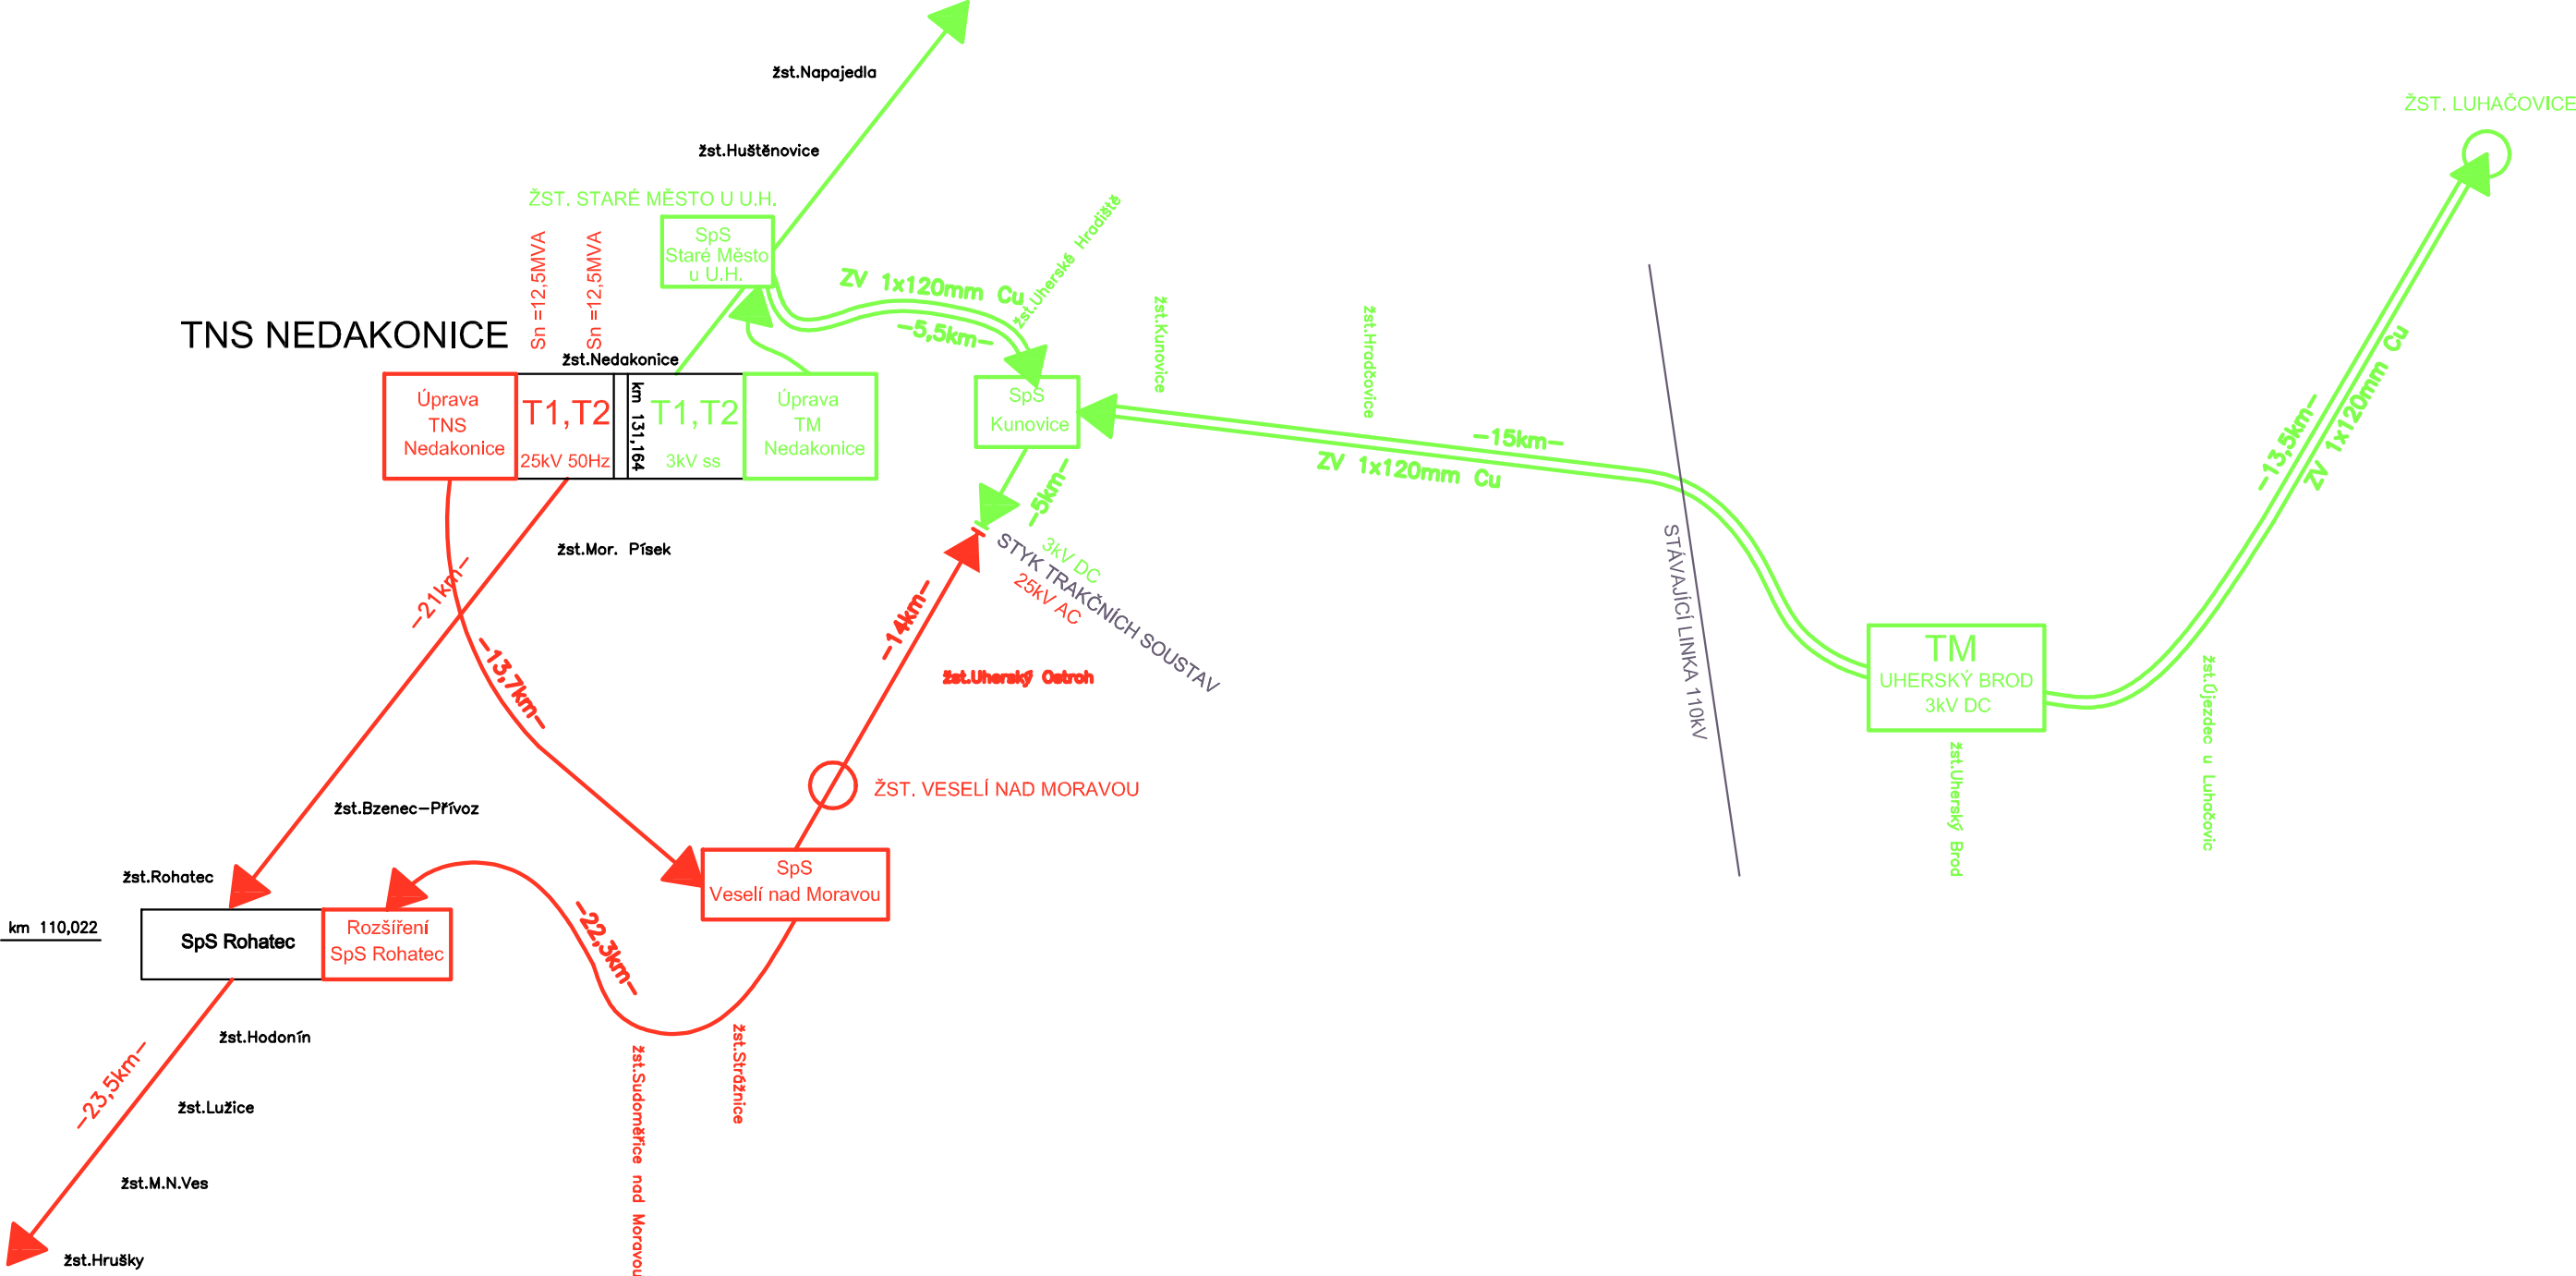 žst.Napajedla
ŽST. LUHAČOVICE
žst.Huštěnovice
ŽST. STARÉ MĚSTO U U.H.
SpS
Staré Město
u U.H.
žst.Uherské Hradiště
Sn =12,5MVA
Sn =12,5MVA
ZV 1x120mm Cu
-5,5km-
TNS NEDAKONICE
žst.Nedakonice
žst.Kunovice
žst.Hradčovice
Úprava
TNS
Nedakonice
T1,T2
25kV 50Hz
km 131,164
T1,T2
3kV ss
Úprava
TM
Nedakonice
SpS
Kunovice
-15km-
ZV 1x120mm Cu
-13,5km-
ZV 1x120mm Cu
-5km-
3kV DC
STYK TRAKČNÍCH SOUSTAV
25kV AC
STÁVAJÍCÍ LINKA 110kV
žst.Mor. Písek
-21km-
-13,7km-
-14km-
žst.Uherský Ostroh
TM
UHERSKÝ BROD
3kV DC
žst.Újezdec u Luhačovic
žst.Uherský Brod
ŽST. VESELÍ NAD MORAVOU
žst.Bzenec-Přívoz
SpS
Veselí nad Moravou
žst.Rohatec
km 110,022
SpS Rohatec
Rozšíření
SpS Rohatec
-22,3km-
žst.Hodonín
žst.Strážnice
žst.Sudoměřice nad Moravou
-23,5km-
žst.Lužice
žst.M.N.Ves
žst.Hrušky